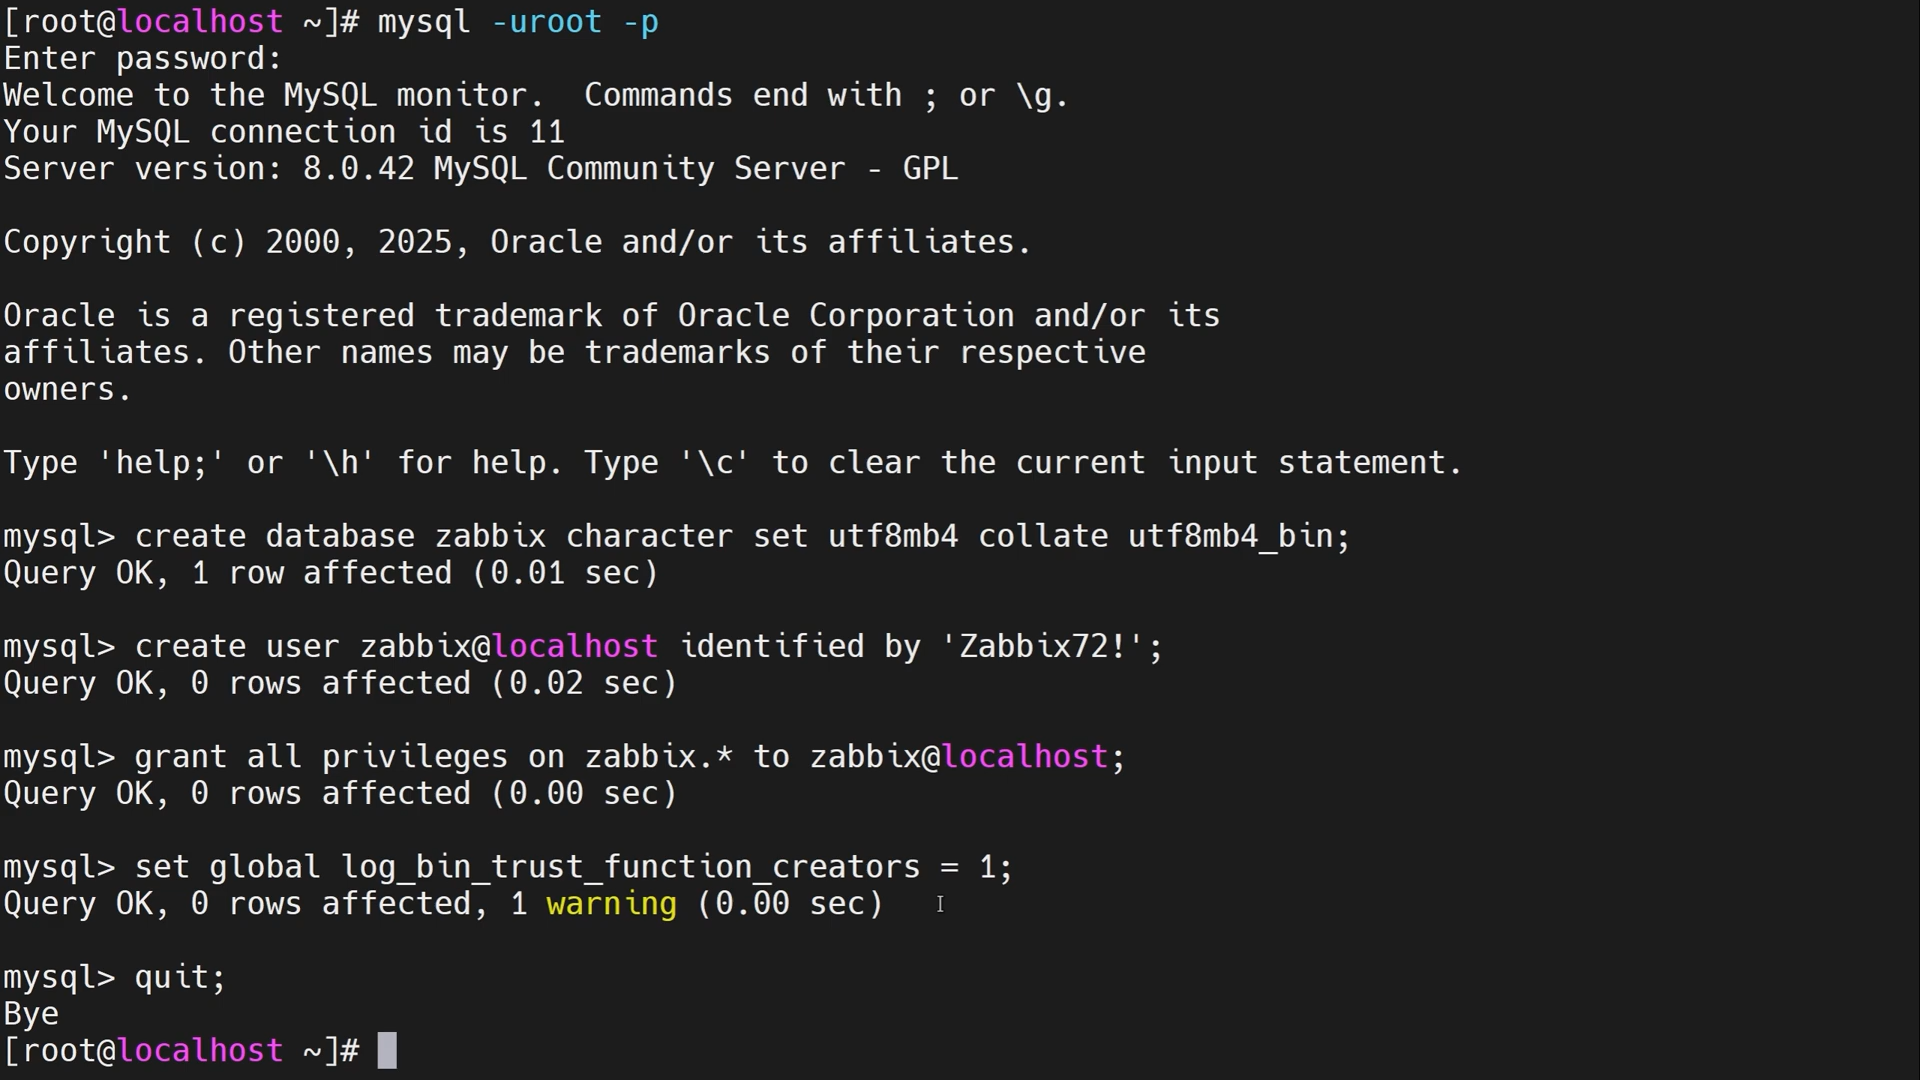 [root@localhost ~]# mysql -uroot -p
Enter password:
Welcome to the MySQL monitor.  Commands end with ; or \g.
Your MySQL connection id is 11
Server version: 8.0.42 MySQL Community Server - GPL
Copyright (c) 2000, 2025, Oracle and/or its affiliates.
Oracle is a registered trademark of Oracle Corporation and/or its
affiliates. Other names may be trademarks of their respective
owners.
Type 'help;' or '\h' for help. Type '\c' to clear the current input statement.
mysql> create database zabbix character set utf8mb4 collate utf8mb4_bin;
Query OK, 1 row affected (0.01 sec)
mysql> create user zabbix@localhost identified by 'Zabbix72!';
Query OK, 0 rows affected (0.02 sec)
mysql> grant all privileges on zabbix.* to zabbix@localhost;
Query OK, 0 rows affected (0.00 sec)
mysql> set global log_bin_trust_function_creators = 1;
Query OK, 0 rows affected, 1 warning (0.00 sec)
mysql> quit;
Bye
[root@localhost ~]#